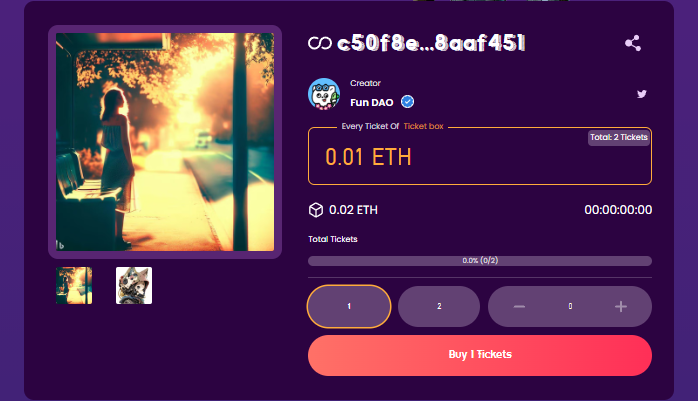 c50f8e...8aaf451
Creator
Fun DAO
Every Ticket Of Ticket box
Total: 2 Tickets
0.01 ETH
0.02 ETH 00:00:00:00
Total Tickets
0.0% (0/2)
1 2 − 0 +
Buy 1 Tickets